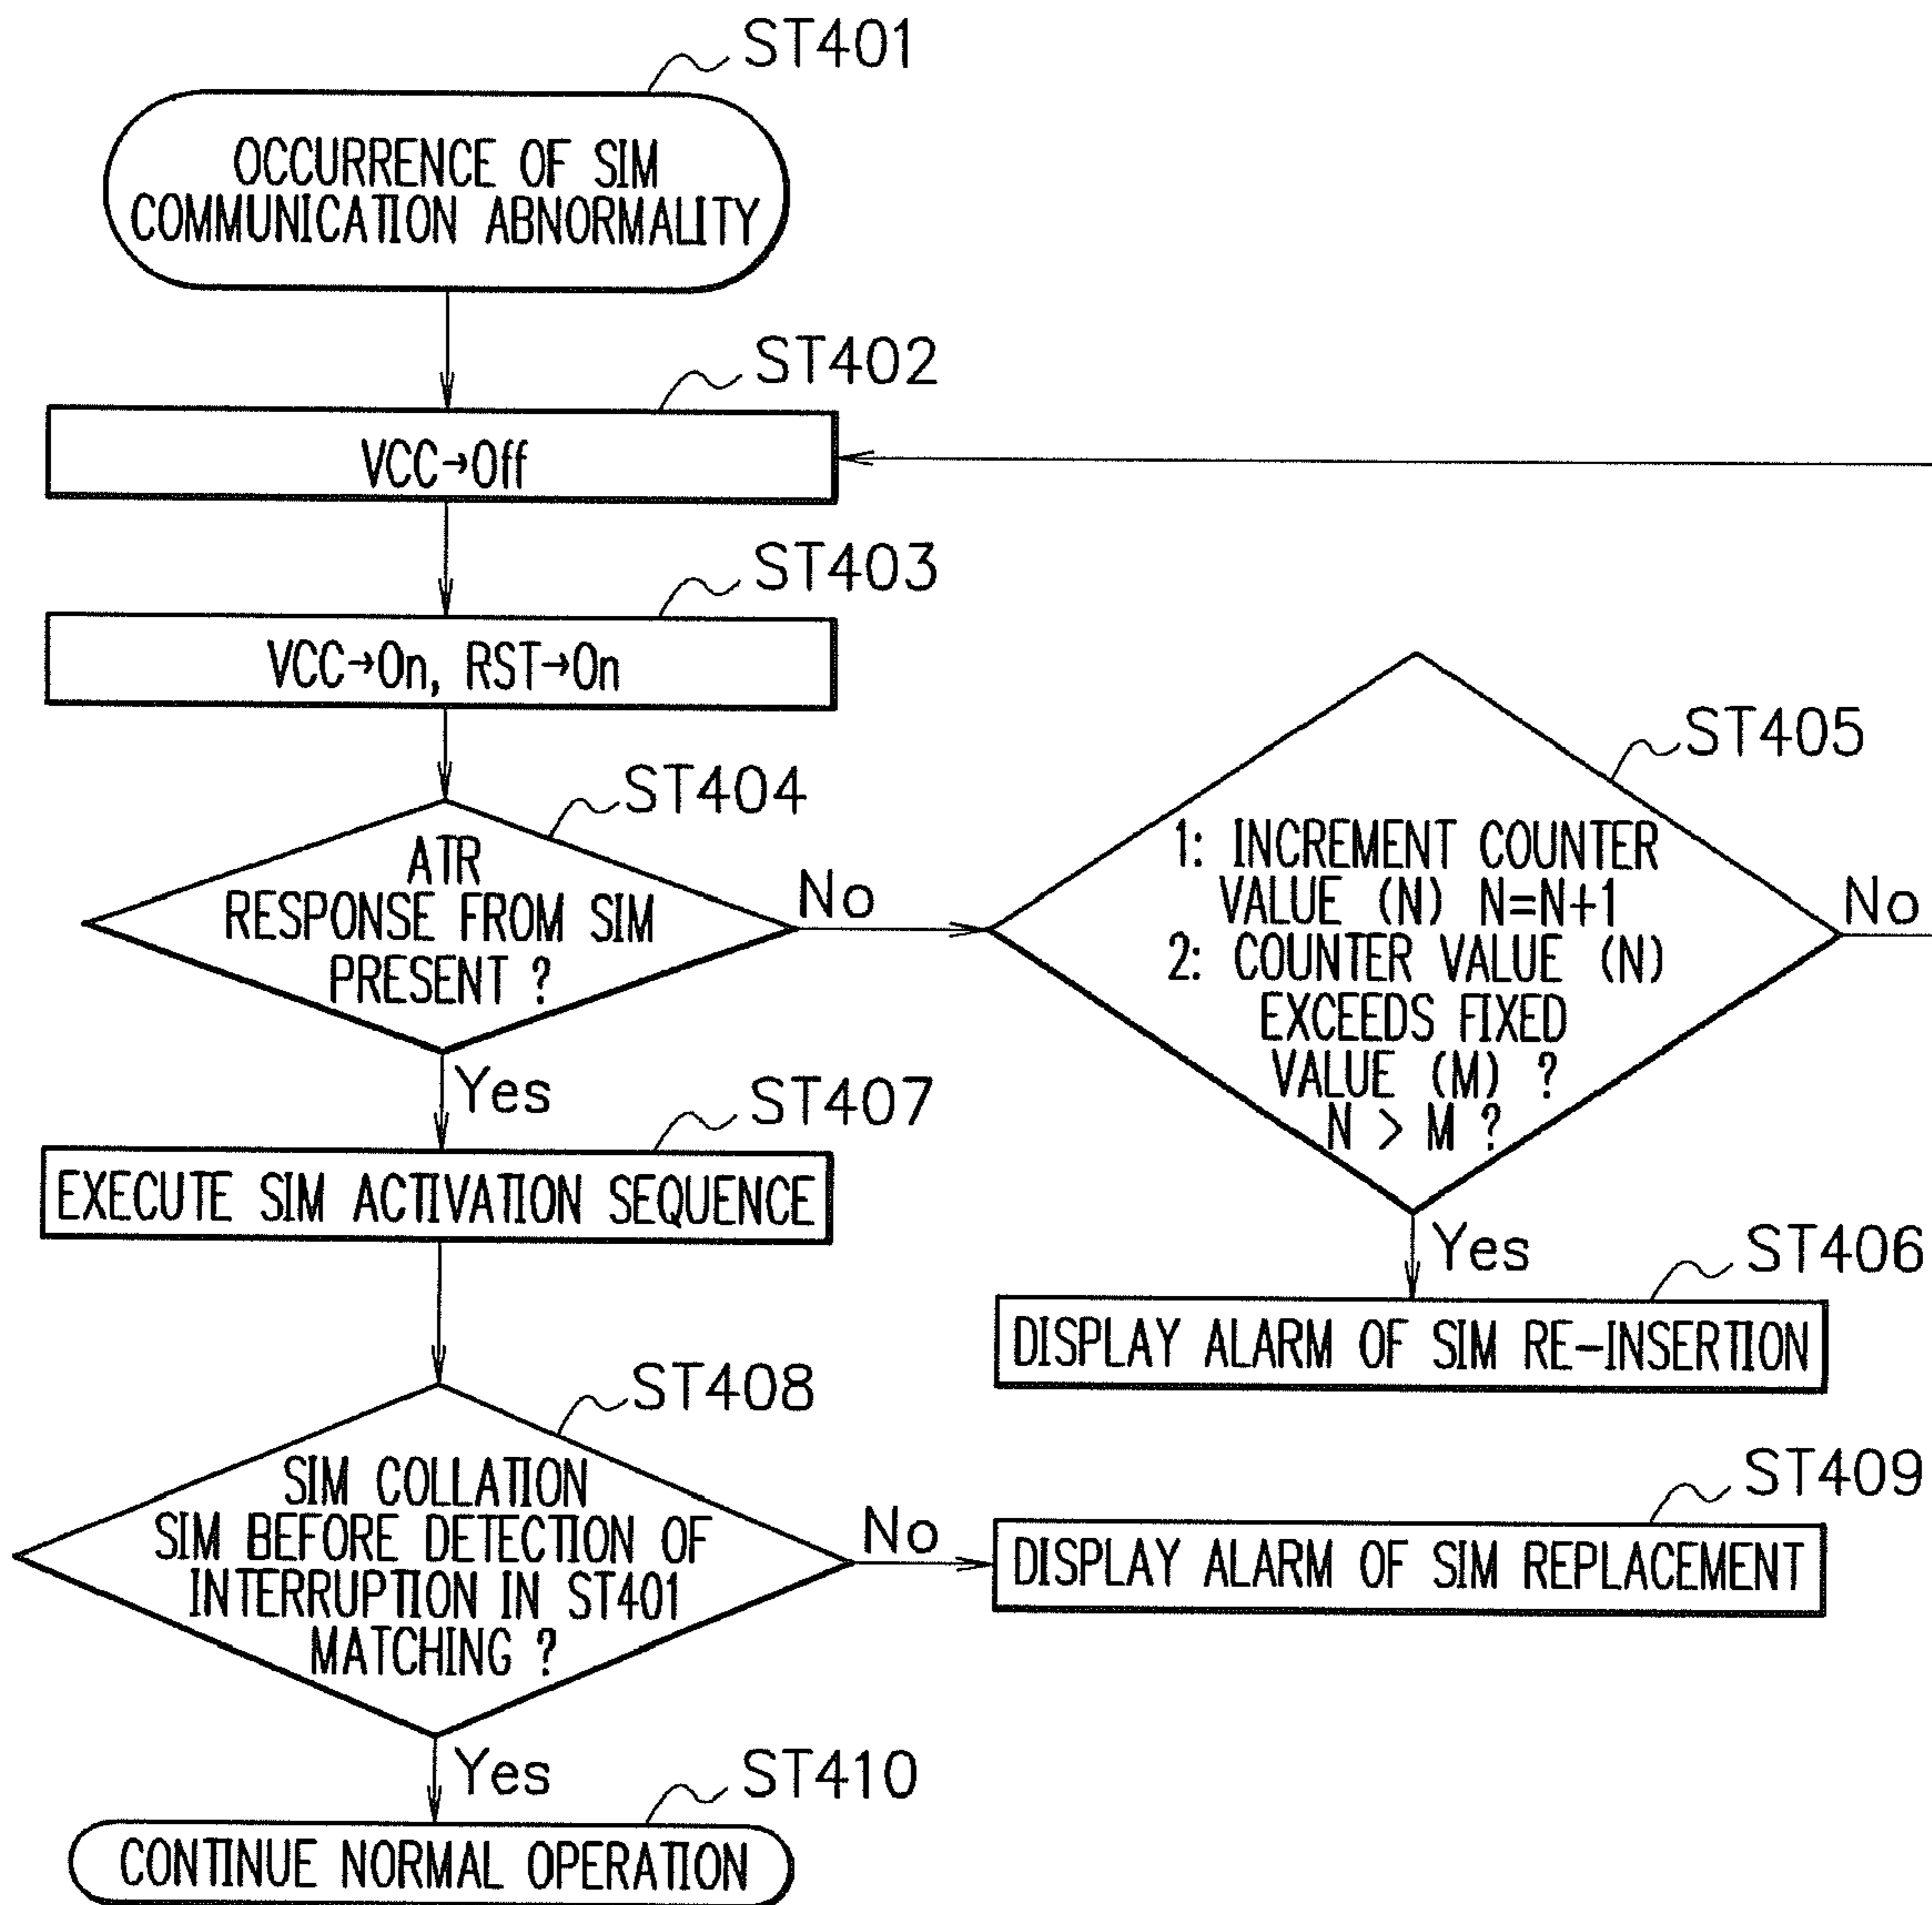 ST401
OCCURRENCE OF SIM
COMMUNICATION ABNORMALITY
ST402
VCC→Off
ST403
VCC→On, RST→On
ST404
ATR
RESPONSE FROM SIM
PRESENT ?
No
Yes
ST405
1: INCREMENT COUNTER
VALUE (N) N=N+1
2: COUNTER VALUE (N)
EXCEEDS FIXED
VALUE (M) ?
N > M ?
No
Yes
ST406
DISPLAY ALARM OF SIM RE-INSERTION
ST407
EXECUTE SIM ACTIVATION SEQUENCE
ST408
SIM COLLATION
SIM BEFORE DETECTION OF
INTERRUPTION IN ST401
MATCHING ?
No
ST409
DISPLAY ALARM OF SIM REPLACEMENT
Yes
ST410
CONTINUE NORMAL OPERATION